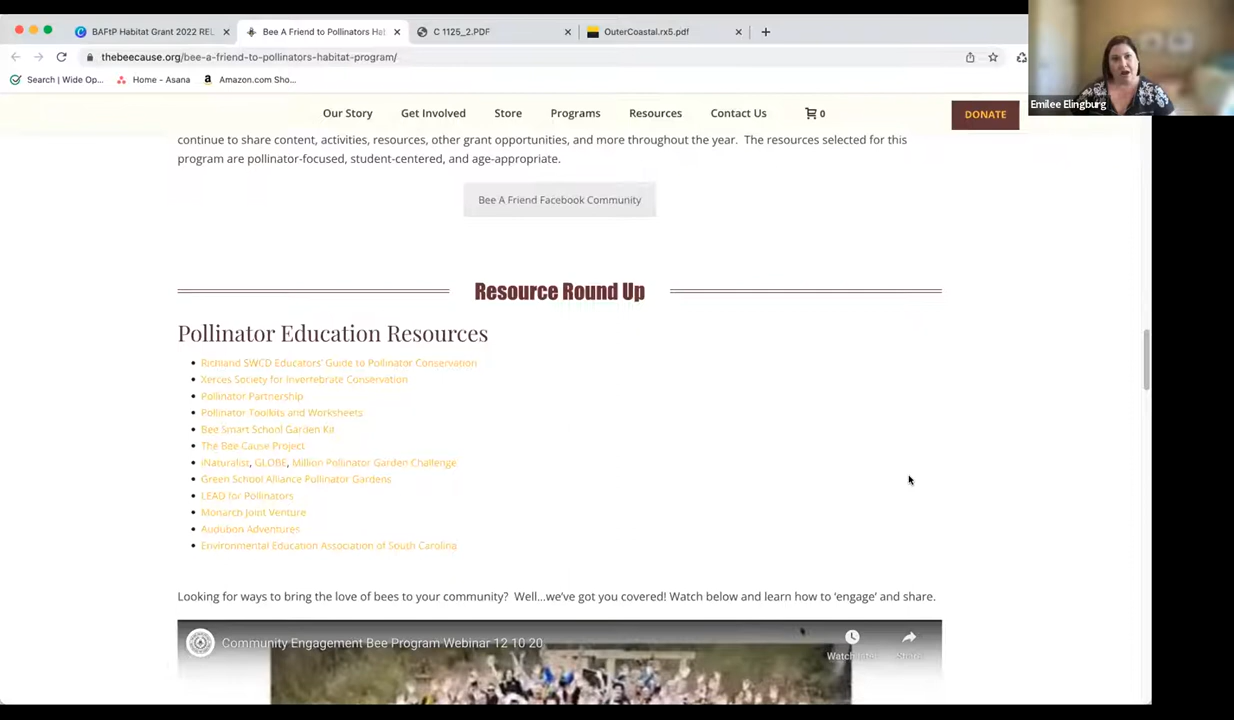 BAFtP Habitat Grant 2022 REL
Bee A Friend to Pollinators Hab
C 1125_2.PDF
OuterCoastal.rx5.pdf
thebeecause.org/bee-a-friend-to-pollinators-habitat-program/
Search | Wide Op...
Home - Asana
Amazon.com Sho...
Emilee Elingburg
Our Story
Get Involved
Store
Programs
Resources
Contact Us
0
DONATE
continue to share content, activities, resources, other grant opportunities, and more throughout the year. The resources selected for this
program are pollinator-focused, student-centered, and age-appropriate.
Bee A Friend Facebook Community
Resource Round Up
Pollinator Education Resources
Richland SWCD Educators' Guide to Pollinator Conservation
Xerces Society for Invertebrate Conservation
Pollinator Partnership
Pollinator Toolkits and Worksheets
Bee Smart School Garden Kit
The Bee Cause Project
iNaturalist, GLOBE, Million Pollinator Garden Challenge
Green School Alliance Pollinator Gardens
LEAD for Pollinators
Monarch Joint Venture
Audubon Adventures
Environmental Education Association of South Carolina
Looking for ways to bring the love of bees to your community? Well...we've got you covered! Watch below and learn how to 'engage' and share.
Community Engagement Bee Program Webinar 12 10 20
Watch later
Share